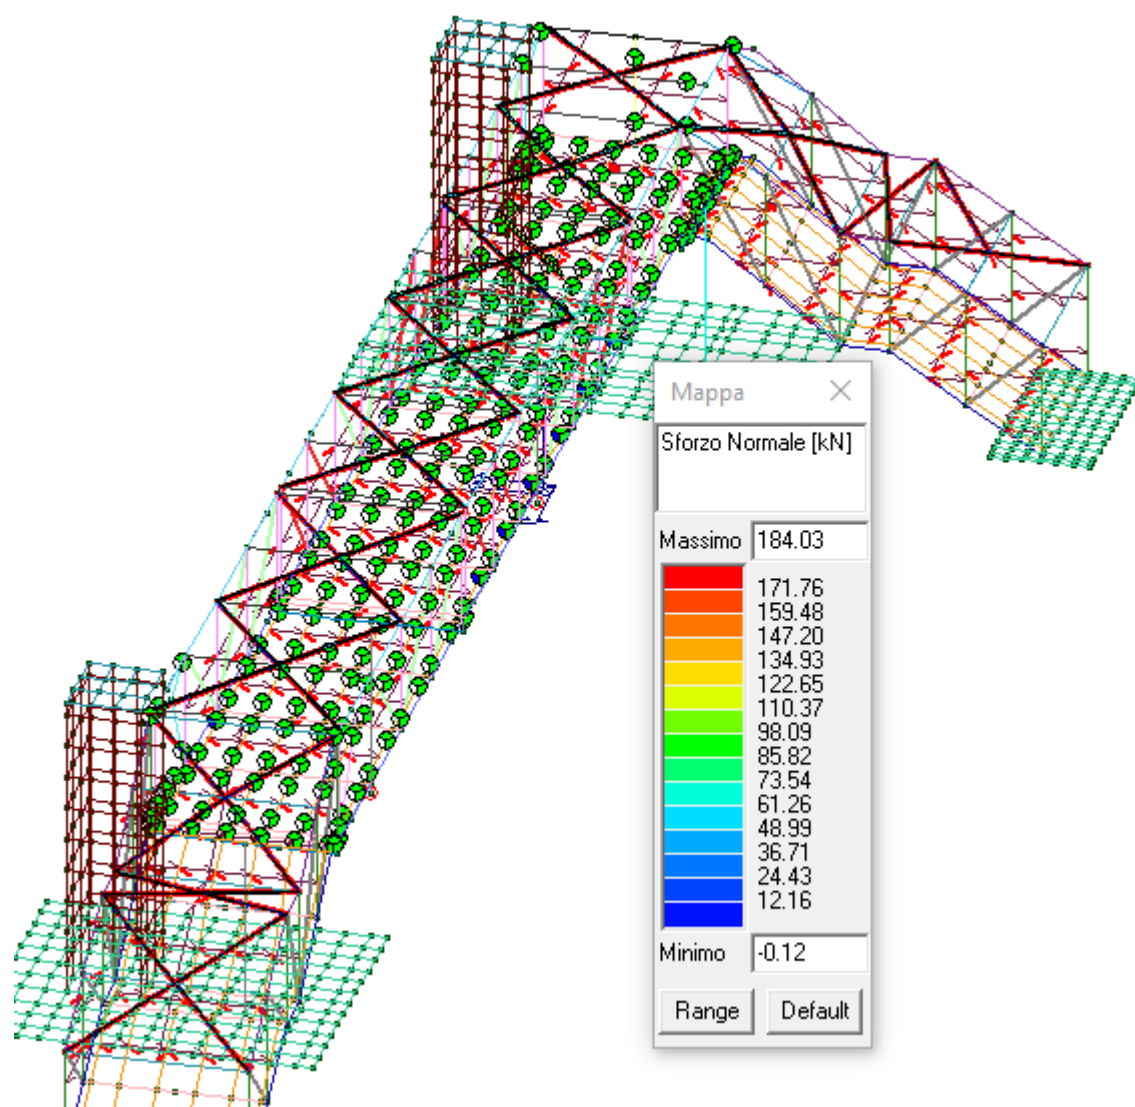 Mappa
Sforzo Normale [kN]
Massimo 184.03
171.76
159.48
147.20
134.93
122.65
110.37
98.09
85.82
73.54
61.26
48.99
36.71
24.43
12.16
Minimo -0.12
Range Default